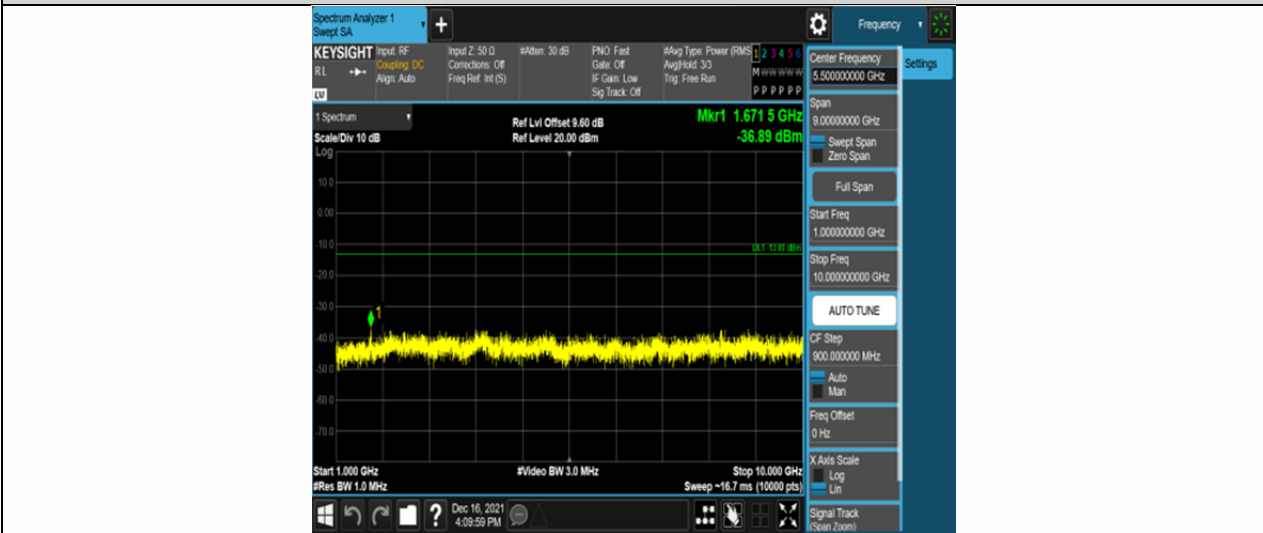 Spectrum Analyzer 1
Swept SA
+
Frequency
KEYSIGHT
RL
LV
Input: RF
Coupling: DC
Align: Auto
Input Z: 50 Ω
Corrections: Off
Freq Ref: Int (S)
#Atten: 30 dB
PNO: Fast
Gate: Off
IF Gain: Low
Sig Track: Off
#Avg Type: Power (RMS
Avg|Hold: 3/3
Trig: Free Run
1 2 3 4 5 6
M W W W W W
P P P P P P
Center Frequency
5.500000000 GHz
Settings
Span
9.00000000 GHz
Swept Span
Zero Span
Full Span
Start Freq
1.000000000 GHz
Stop Freq
10.000000000 GHz
AUTO TUNE
CF Step
900.000000 MHz
Auto
Man
Freq Offset
0 Hz
X Axis Scale
Log
Lin
Signal Track
(Span Zoom)
1 Spectrum
Scale/Div 10 dB
Log
Ref Lvl Offset 9.60 dB
Ref Level 20.00 dBm
Mkr1 1.671 5 GHz
-36.89 dBm
10.0
0.00
-10.0
-20.0
-30.0
-40.0
-50.0
-60.0
-70.0
DL1 -13.00 dBm
1
Start 1.000 GHz
#Res BW 1.0 MHz
#Video BW 3.0 MHz
Stop 10.000 GHz
Sweep ~16.7 ms (10000 pts)
?
Dec 16, 2021
4:09:59 PM